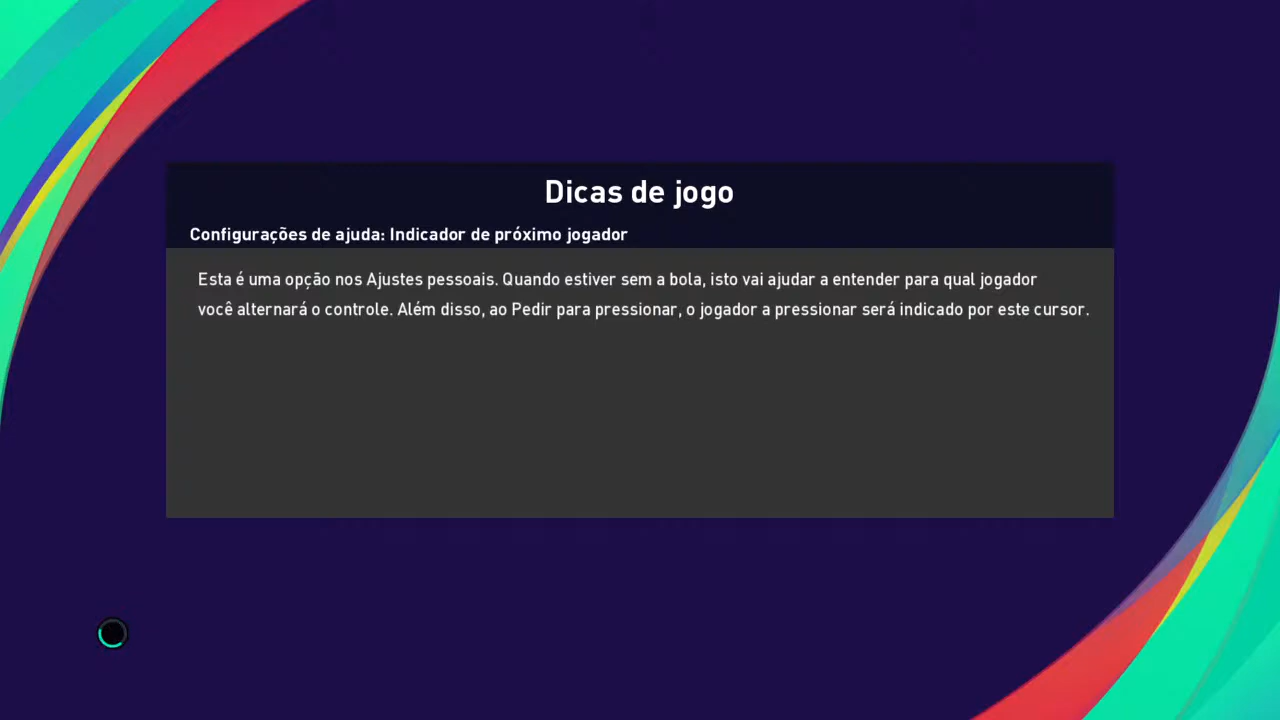 Dicas de jogo
Configurações de ajuda: Indicador de próximo jogador
Esta é uma opção nos Ajustes pessoais. Quando estiver sem a bola, isto vai ajudar a entender para qual jogador
você alternará o controle. Além disso, ao Pedir para pressionar, o jogador a pressionar será indicado por este cursor.